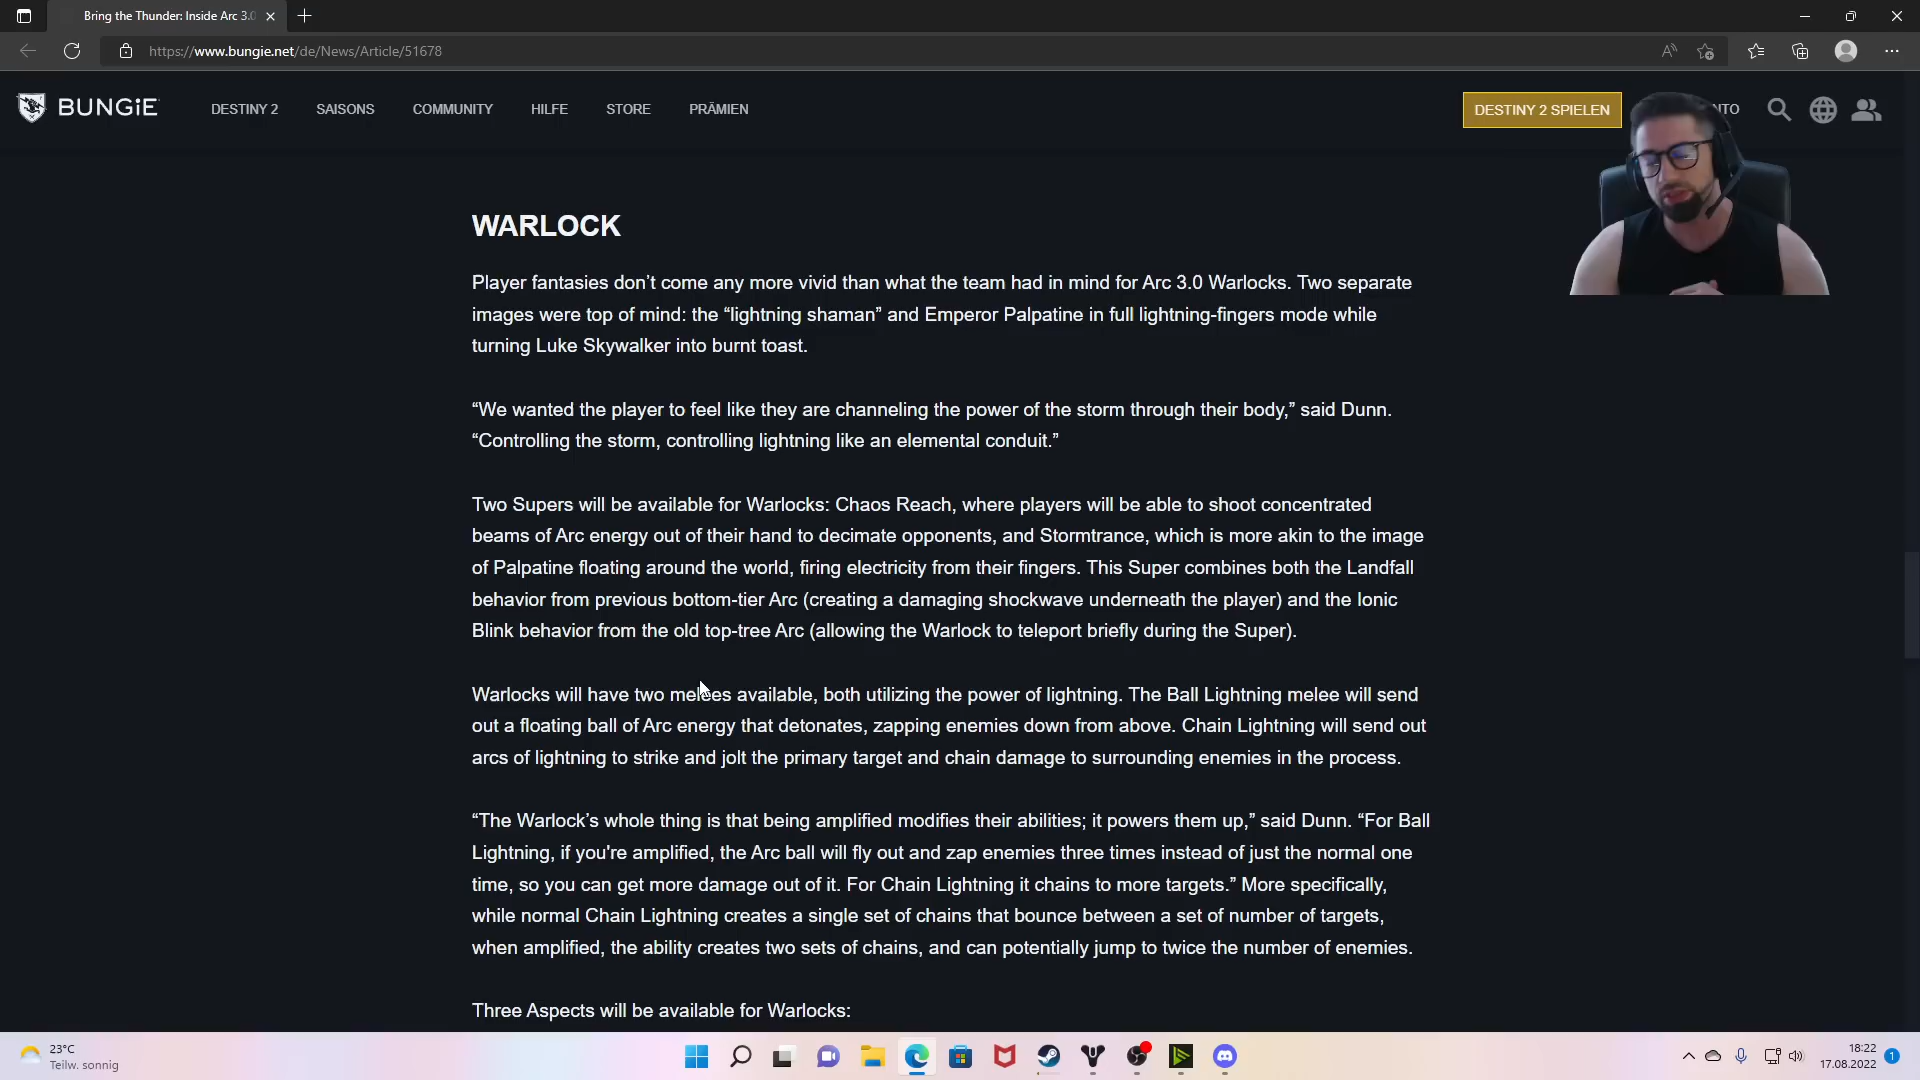 Bring the Thunder: Inside Arc 3.0
https://www.bungie.net/de/News/Article/51678
BUNGiE
DESTINY 2
SAISONS
COMMUNITY
HILFE
STORE
PRÄMIEN
DESTINY 2 SPIELEN
NTO
WARLOCK
Player fantasies don’t come any more vivid than what the team had in mind for Arc 3.0 Warlocks. Two separate
images were top of mind: the “lightning shaman” and Emperor Palpatine in full lightning-fingers mode while
turning Luke Skywalker into burnt toast.
“We wanted the player to feel like they are channeling the power of the storm through their body,” said Dunn.
“Controlling the storm, controlling lightning like an elemental conduit.”
Two Supers will be available for Warlocks: Chaos Reach, where players will be able to shoot concentrated
beams of Arc energy out of their hand to decimate opponents, and Stormtrance, which is more akin to the image
of Palpatine floating around the world, firing electricity from their fingers. This Super combines both the Landfall
behavior from previous bottom-tier Arc (creating a damaging shockwave underneath the player) and the Ionic
Blink behavior from the old top-tree Arc (allowing the Warlock to teleport briefly during the Super).
Warlocks will have two melees available, both utilizing the power of lightning. The Ball Lightning melee will send
out a floating ball of Arc energy that detonates, zapping enemies down from above. Chain Lightning will send out
arcs of lightning to strike and jolt the primary target and chain damage to surrounding enemies in the process.
“The Warlock’s whole thing is that being amplified modifies their abilities; it powers them up,” said Dunn. “For Ball
Lightning, if you're amplified, the Arc ball will fly out and zap enemies three times instead of just the normal one
time, so you can get more damage out of it. For Chain Lightning it chains to more targets.” More specifically,
while normal Chain Lightning creates a single set of chains that bounce between a set of number of targets,
when amplified, the ability creates two sets of chains, and can potentially jump to twice the number of enemies.
Three Aspects will be available for Warlocks:
23°C
Teilw. sonnig
18:22
17.08.2022
1